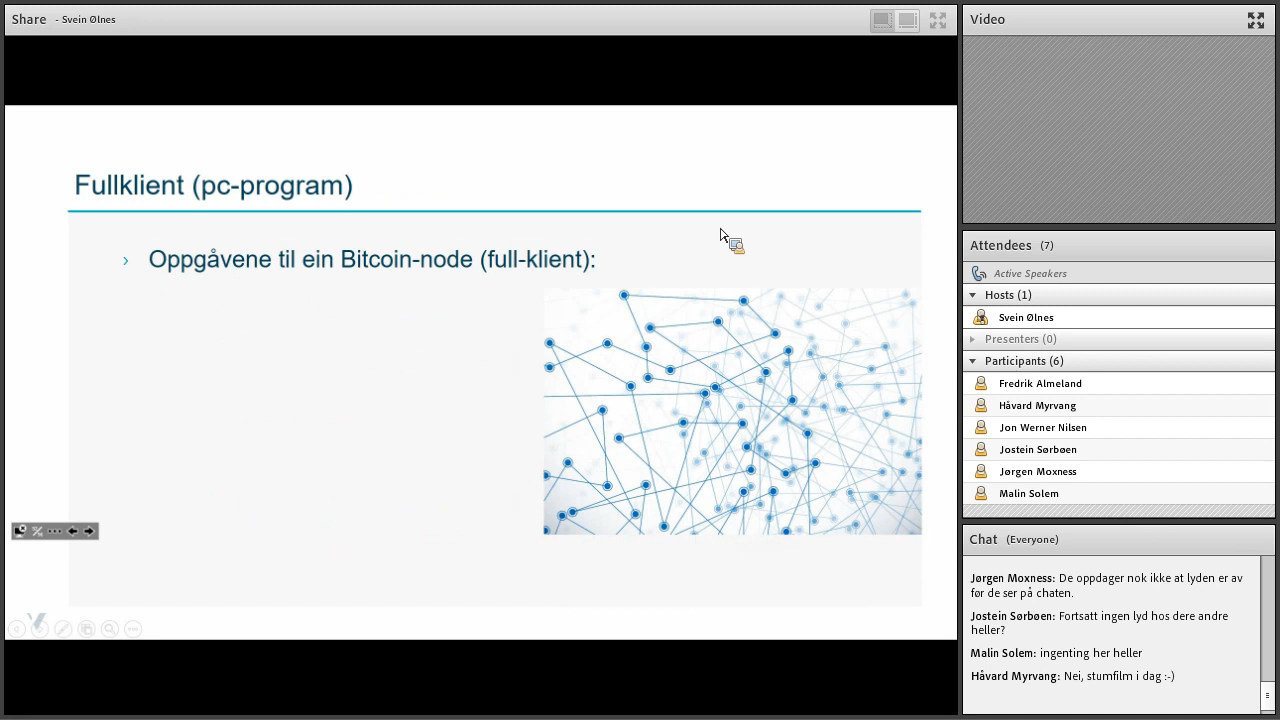 Share - Svein Ølnes
Fullklient (pc-program)
› Oppgåvene til ein Bitcoin-node (full-klient):
Video
Attendees (7)
Active Speakers
Hosts (1)
Svein Ølnes
Presenters (0)
Participants (6)
Fredrik Almeland
Håvard Myrvang
Jon Werner Nilsen
Jostein Sørbøen
Jørgen Moxness
Malin Solem
Chat (Everyone)
Jørgen Moxness: De oppdager nok ikke at lyden er av
før de ser på chaten.
Jostein Sørbøen: Fortsatt ingen lyd hos dere andre
heller?
Malin Solem: ingenting her heller
Håvard Myrvang: Nei, stumfilm i dag :-)